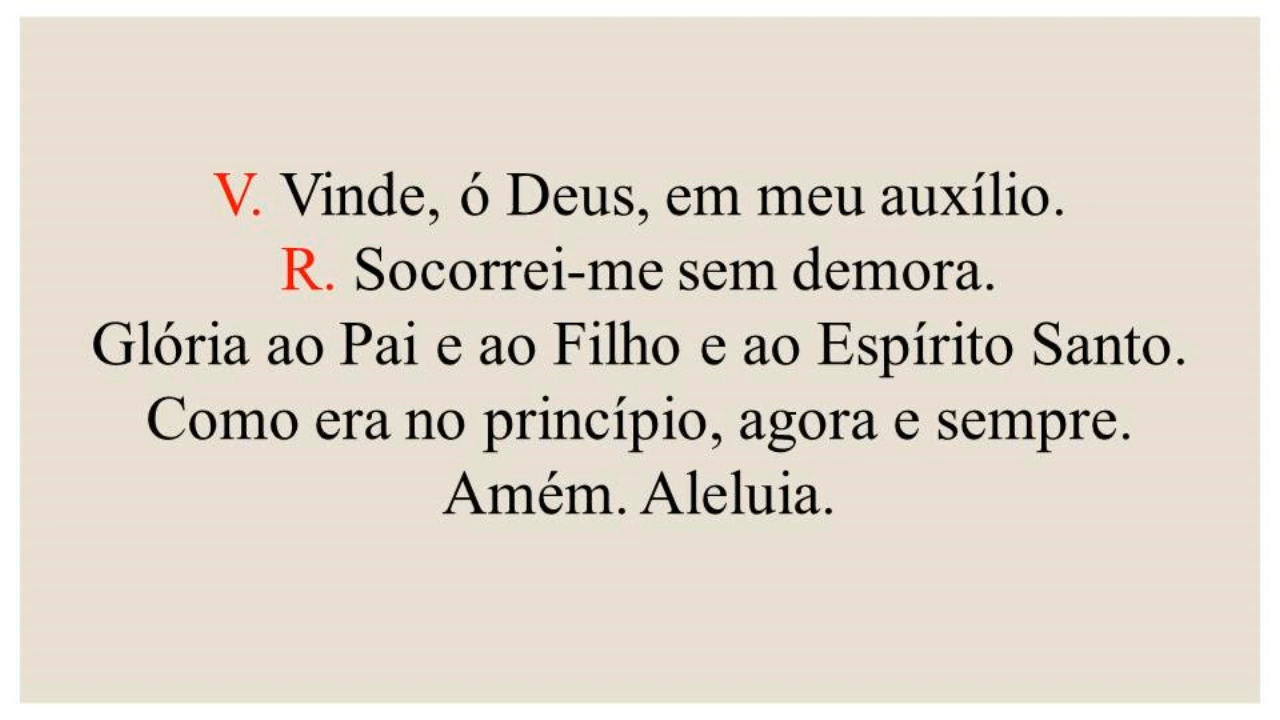 V. Vinde, ó Deus, em meu auxílio.
R. Socorrei-me sem demora.
Glória ao Pai e ao Filho e ao Espírito Santo.
Como era no princípio, agora e sempre.
Amém. Aleluia.